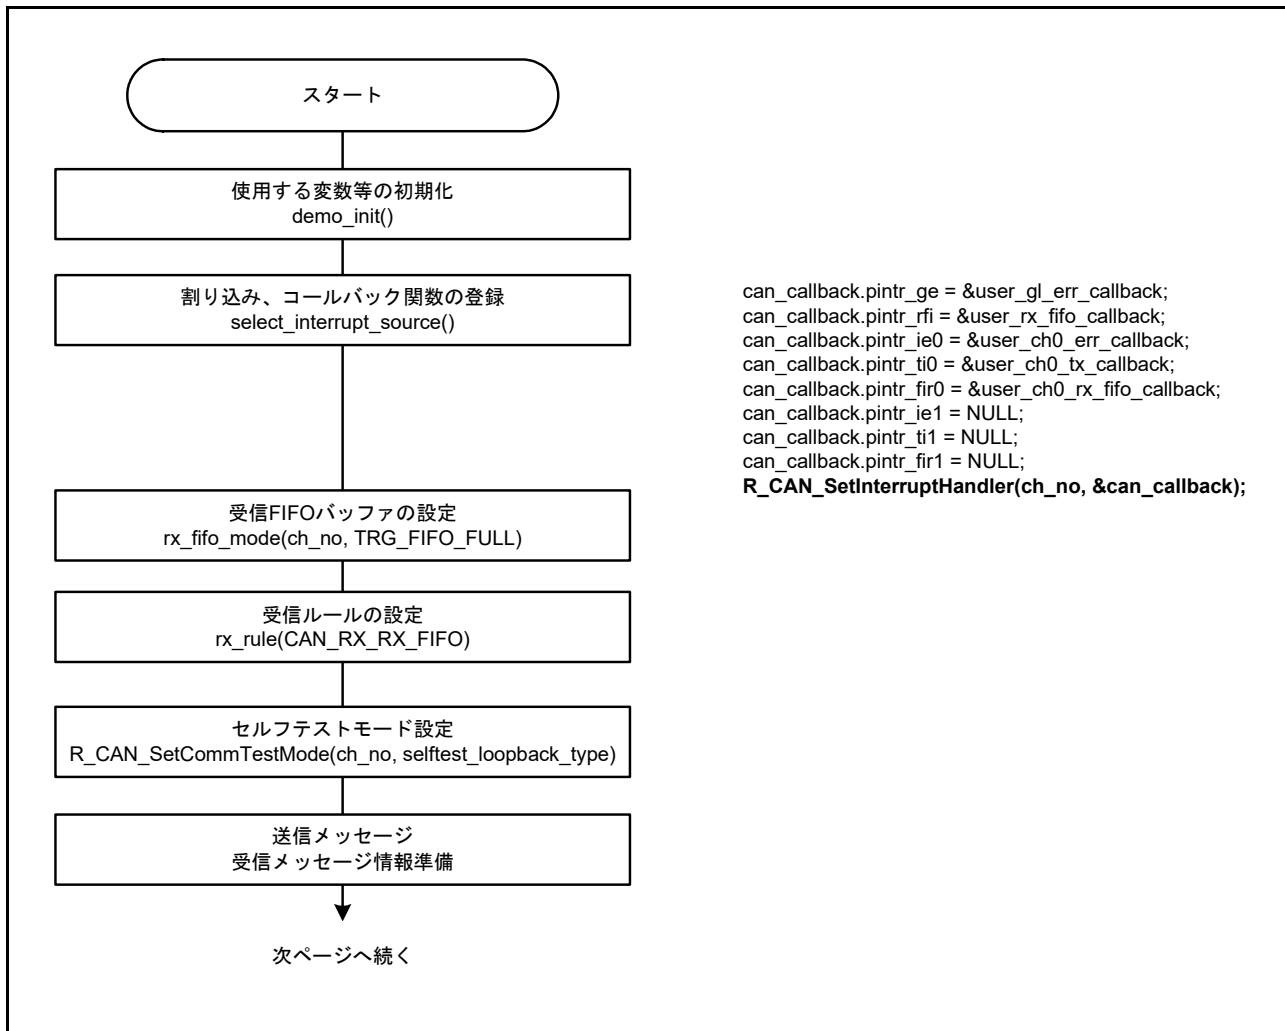 スタート
使用する変数等の初期化
demo_init()
割り込み、コールバック関数の登録
select_interrupt_source()
can_callback.pintr_ge = &user_gl_err_callback;
can_callback.pintr_rfi = &user_rx_fifo_callback;
can_callback.pintr_ie0 = &user_ch0_err_callback;
can_callback.pintr_ti0 = &user_ch0_tx_callback;
can_callback.pintr_fir0 = &user_ch0_rx_fifo_callback;
can_callback.pintr_ie1 = NULL;
can_callback.pintr_ti1 = NULL;
can_callback.pintr_fir1 = NULL;
R_CAN_SetInterruptHandler(ch_no, &can_callback);
受信FIFOバッファの設定
rx_fifo_mode(ch_no, TRG_FIFO_FULL)
受信ルールの設定
rx_rule(CAN_RX_RX_FIFO)
セルフテストモード設定
R_CAN_SetCommTestMode(ch_no, selftest_loopback_type)
送信メッセージ
受信メッセージ情報準備
次ページへ続く